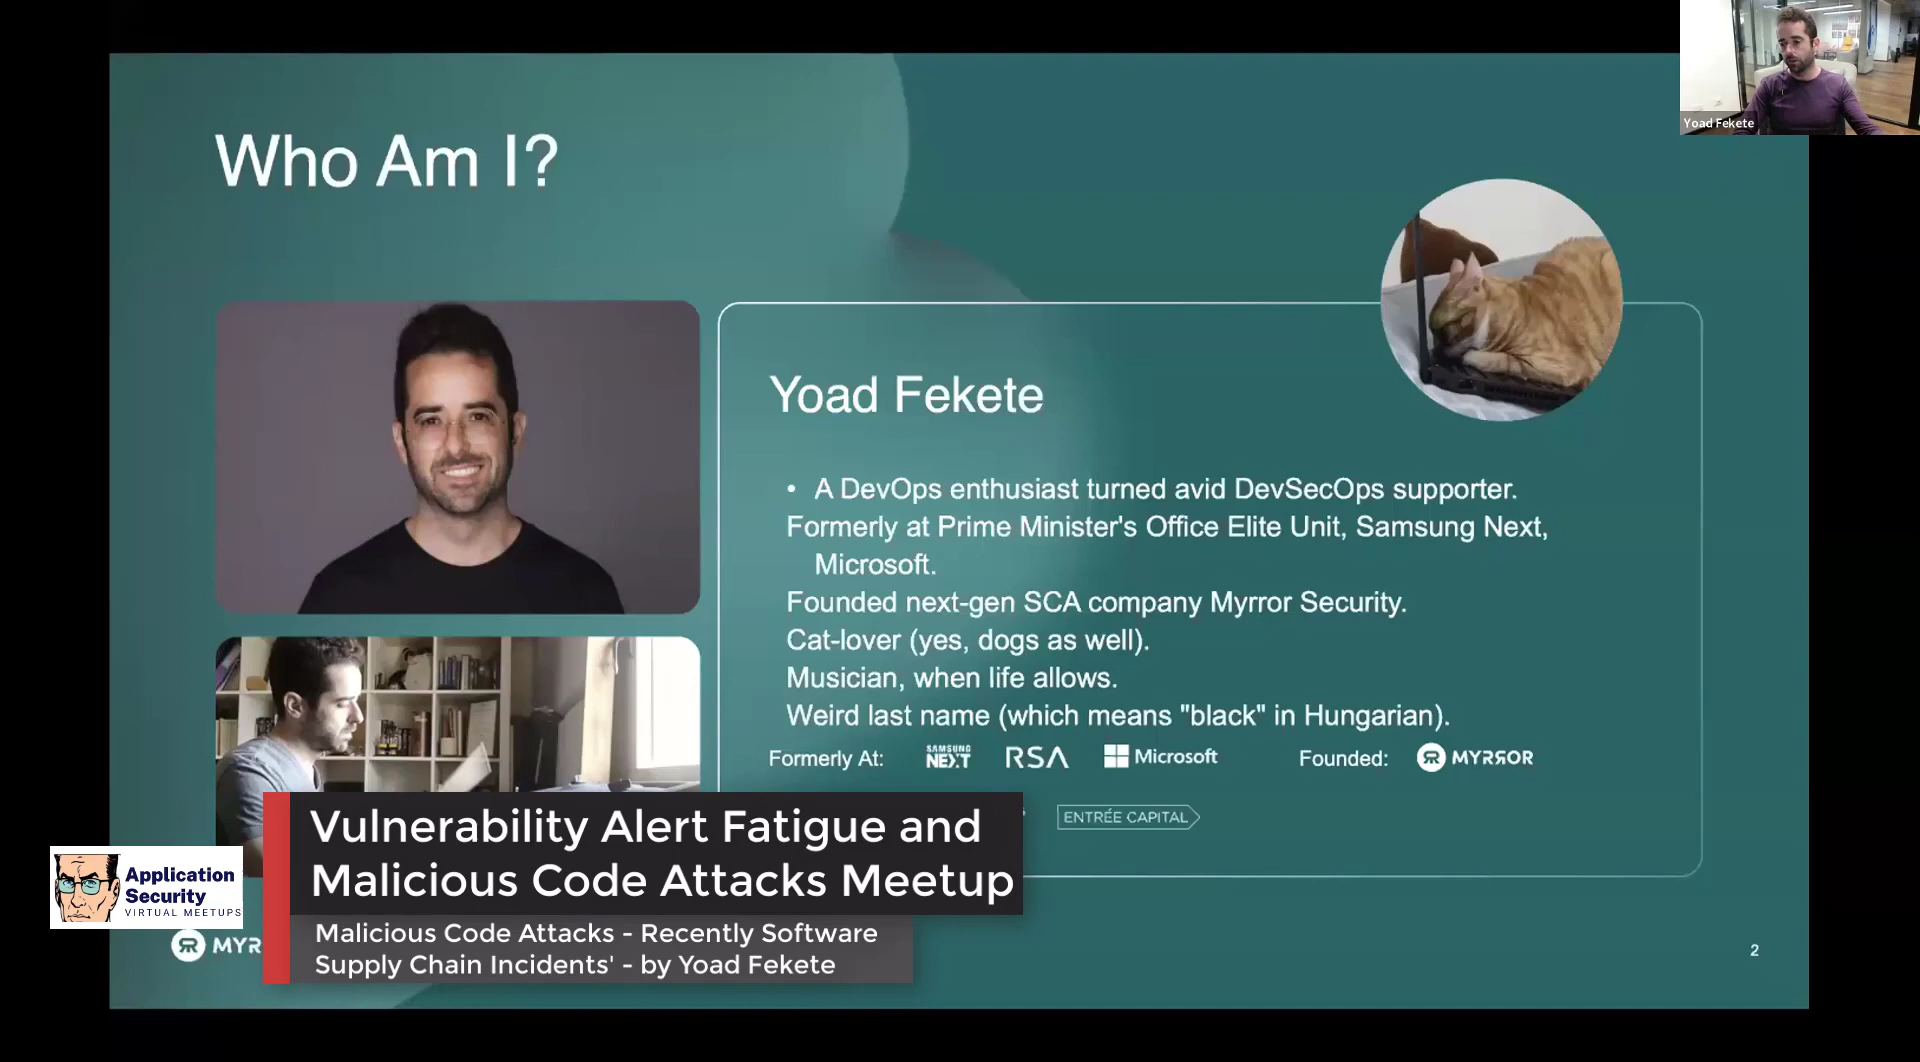 Yoad Fekete
Who Am I?
Yoad Fekete
• A DevOps enthusiast turned avid DevSecOps supporter.
Formerly at Prime Minister's Office Elite Unit, Samsung Next,
Microsoft.
Founded next-gen SCA company Myrror Security.
Cat-lover (yes, dogs as well).
Musician, when life allows.
Weird last name (which means "black" in Hungarian).
Formerly At: SAMSUNG NEXT RSA Microsoft Founded: MYRROR
ENTRÉE CAPITAL
Vulnerability Alert Fatigue and
Malicious Code Attacks Meetup
Application
Security
VIRTUAL MEETUPS
Malicious Code Attacks - Recently Software
Supply Chain Incidents' - by Yoad Fekete
MYR
2